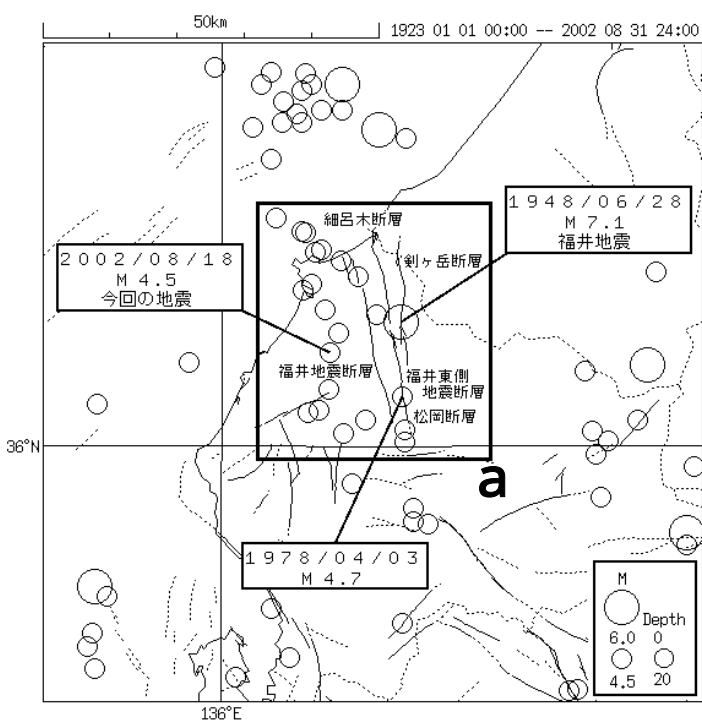 50km
1923 01 01 00:00 -- 2002 08 31 24:00
1948/06/28
M 7.1
福井地震
細呂木断層
2002/08/18
M 4.5
今回の地震
剣ヶ岳断層
福井地震断層
福井東側
地震断層
松岡断層
36°N
a
1978/04/03
M 4.7
M
Depth
6.0 0
4.5 20
136°E